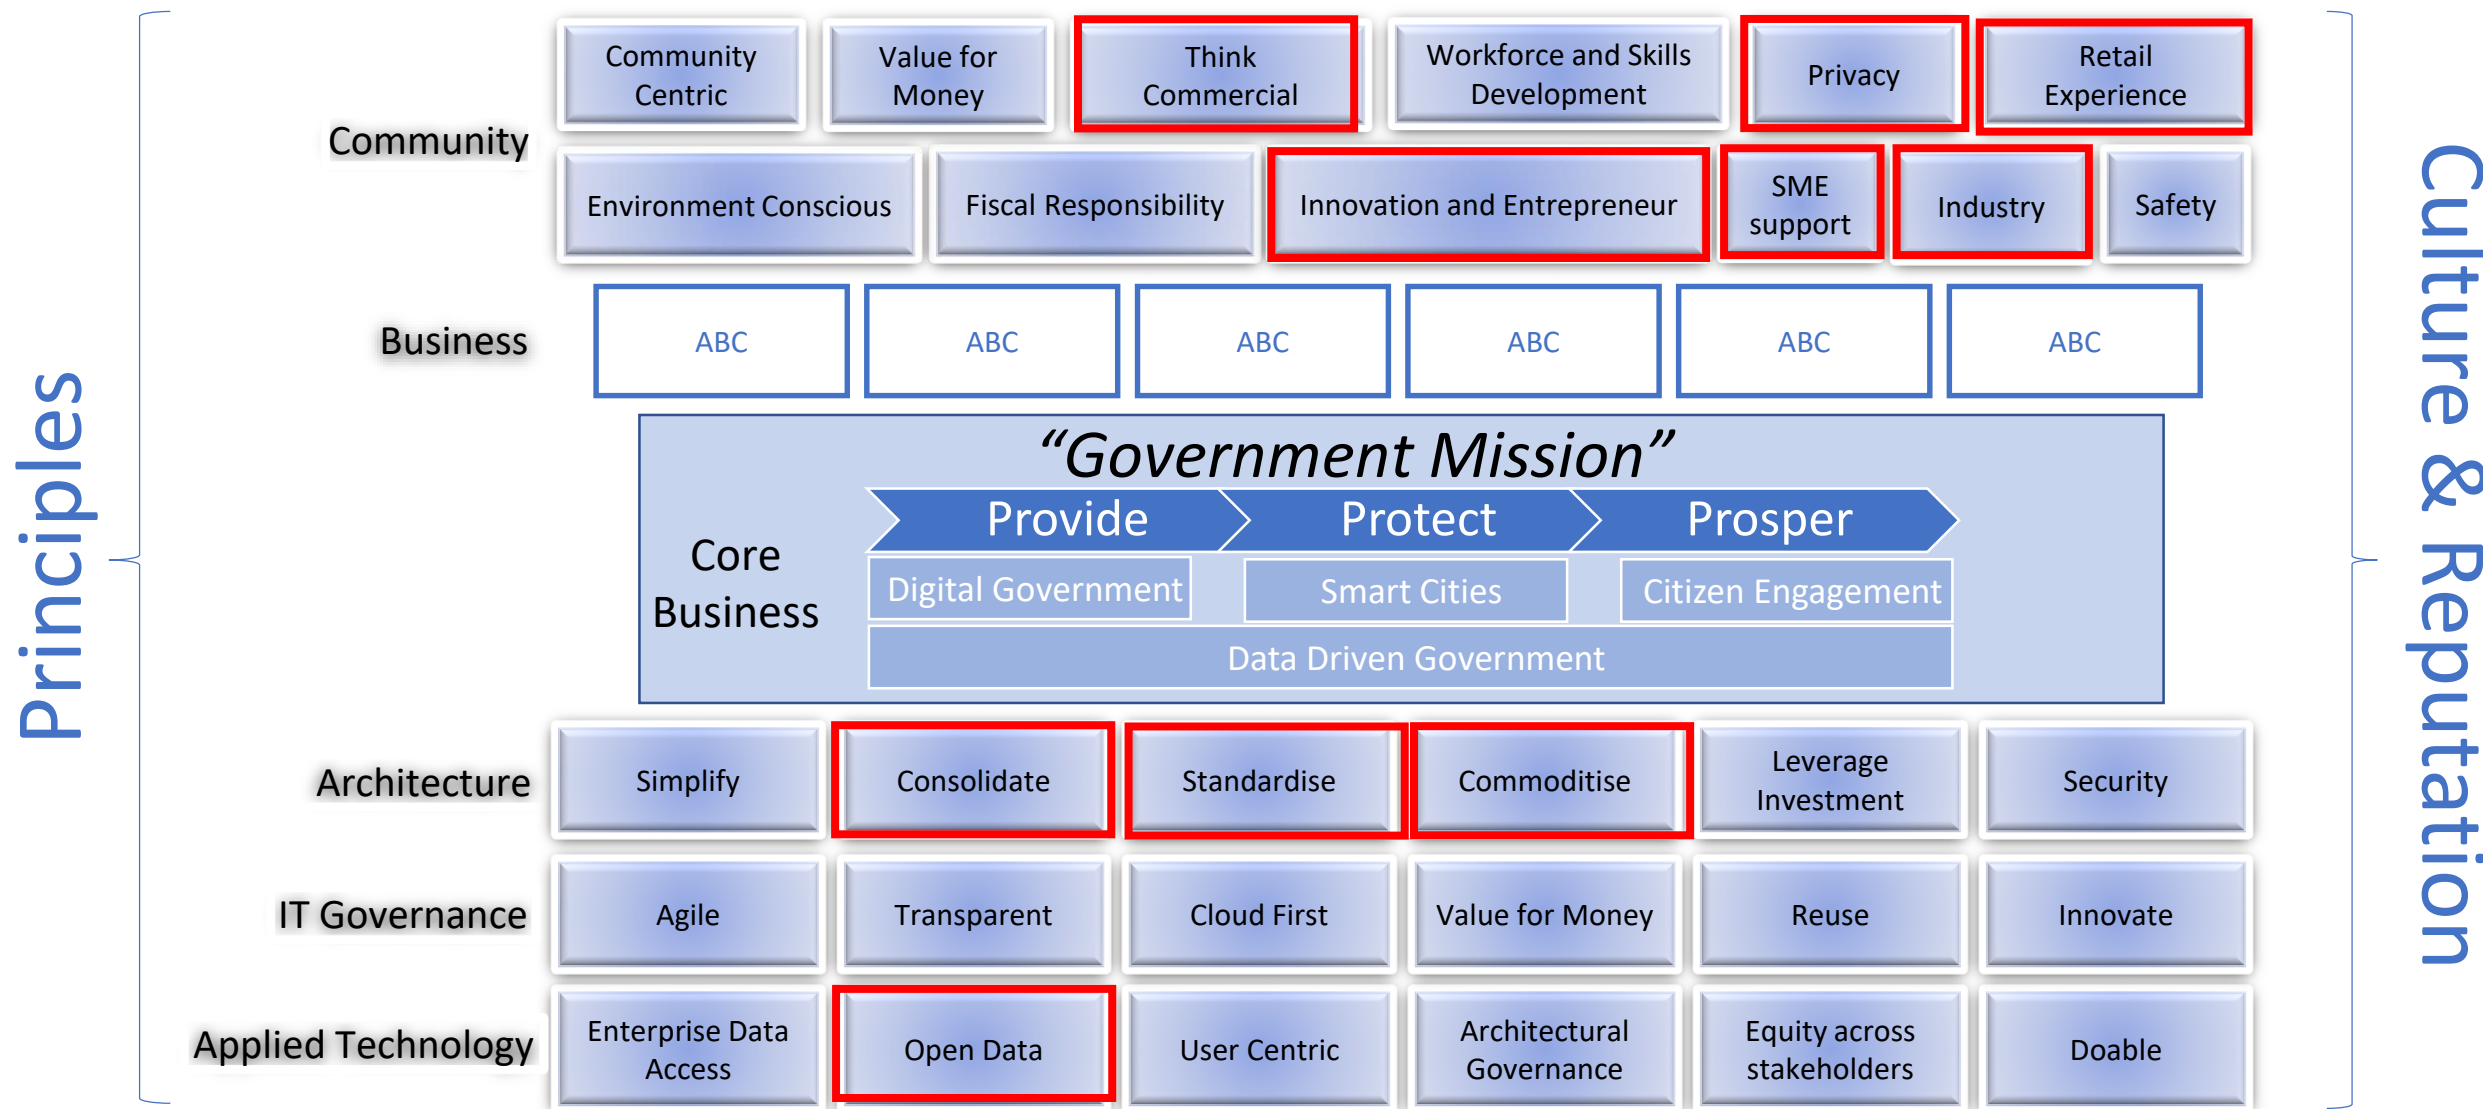 Principles
Community
Community
Centric
Value for
Money
Think
Commercial
Workforce and Skills
Development
Privacy
Retail
Experience
Environment Conscious
Fiscal Responsibility
Innovation and Entrepreneur
SME
support
Industry
Safety
Business
ABC
ABC
ABC
ABC
ABC
ABC
“Government Mission”
Core
Business
Provide
Protect
Prosper
Digital Government
Smart Cities
Citizen Engagement
Data Driven Government
Architecture
Simplify
Consolidate
Standardise
Commoditise
Leverage
Investment
Security
IT Governance
Agile
Transparent
Cloud First
Value for Money
Reuse
Innovate
Applied Technology
Enterprise Data
Access
Open Data
User Centric
Architectural
Governance
Equity across
stakeholders
Doable
Culture & Reputation